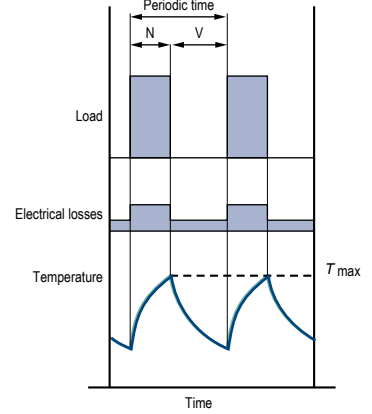 Periodic time
N
V
Load
Electrical losses
Temperature
T max
Time